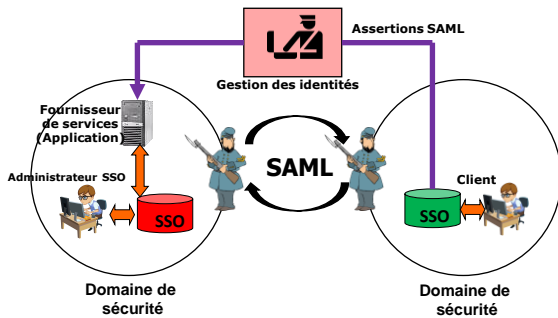 Assertions SAML
Gestion des identités
Fournisseur
de services
(Application)
Administrateur SSO
SSO
SAML
Client
SSO
Domaine de
sécurité
Domaine de
sécurité